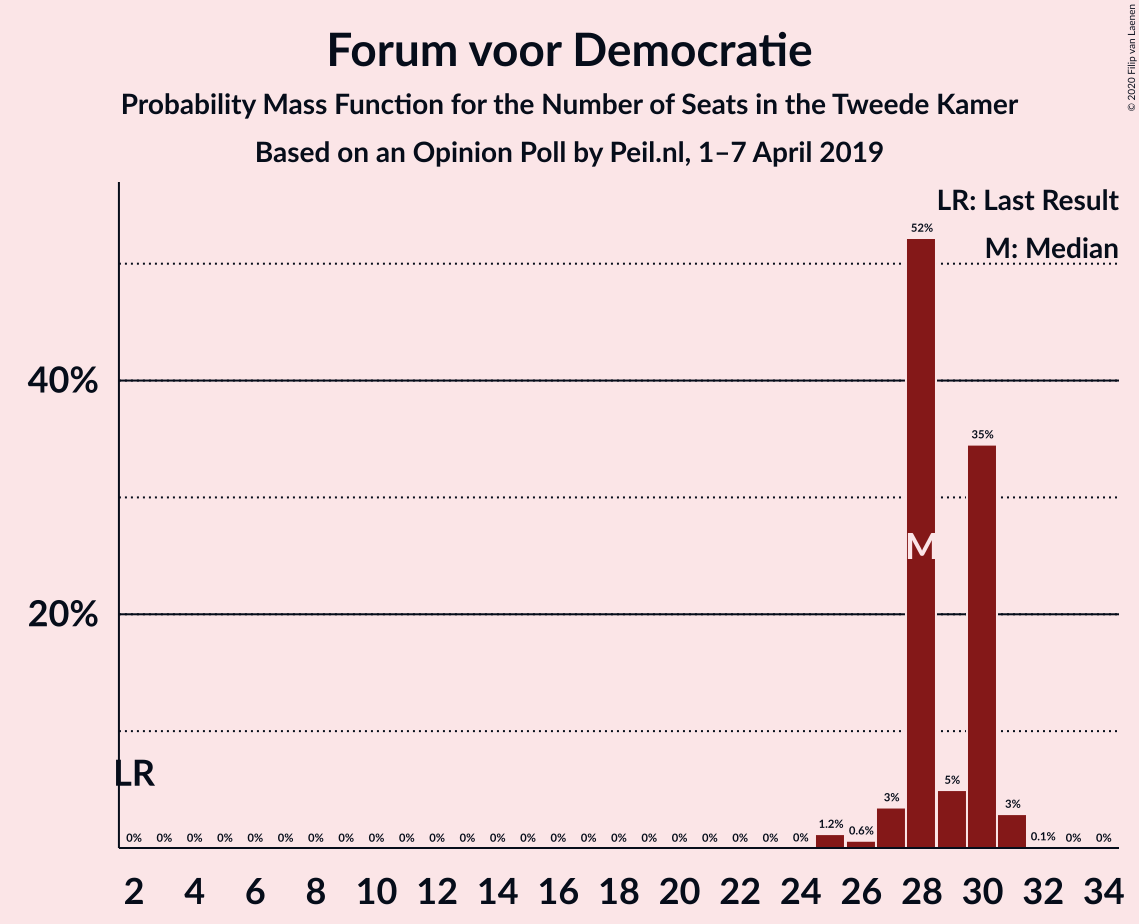 Forum voor Democratie
Probability Mass Function for the Number of Seats in the Tweede Kamer
Based on an Opinion Poll by Peil.nl, 1–7 April 2019
© 2020 Filip van Laenen
LR: Last Result
M: Median
52%
40%
35%
M
20%
LR
0% 0% 0% 0% 0% 0% 0% 0% 0% 0% 0% 0% 0% 0% 0% 0% 0% 0% 0% 0% 0% 0% 0% 1.2% 0.6% 3% 5% 3% 0.1% 0% 0%
2 4 6 8 10 12 14 16 18 20 22 24 26 28 30 32 34